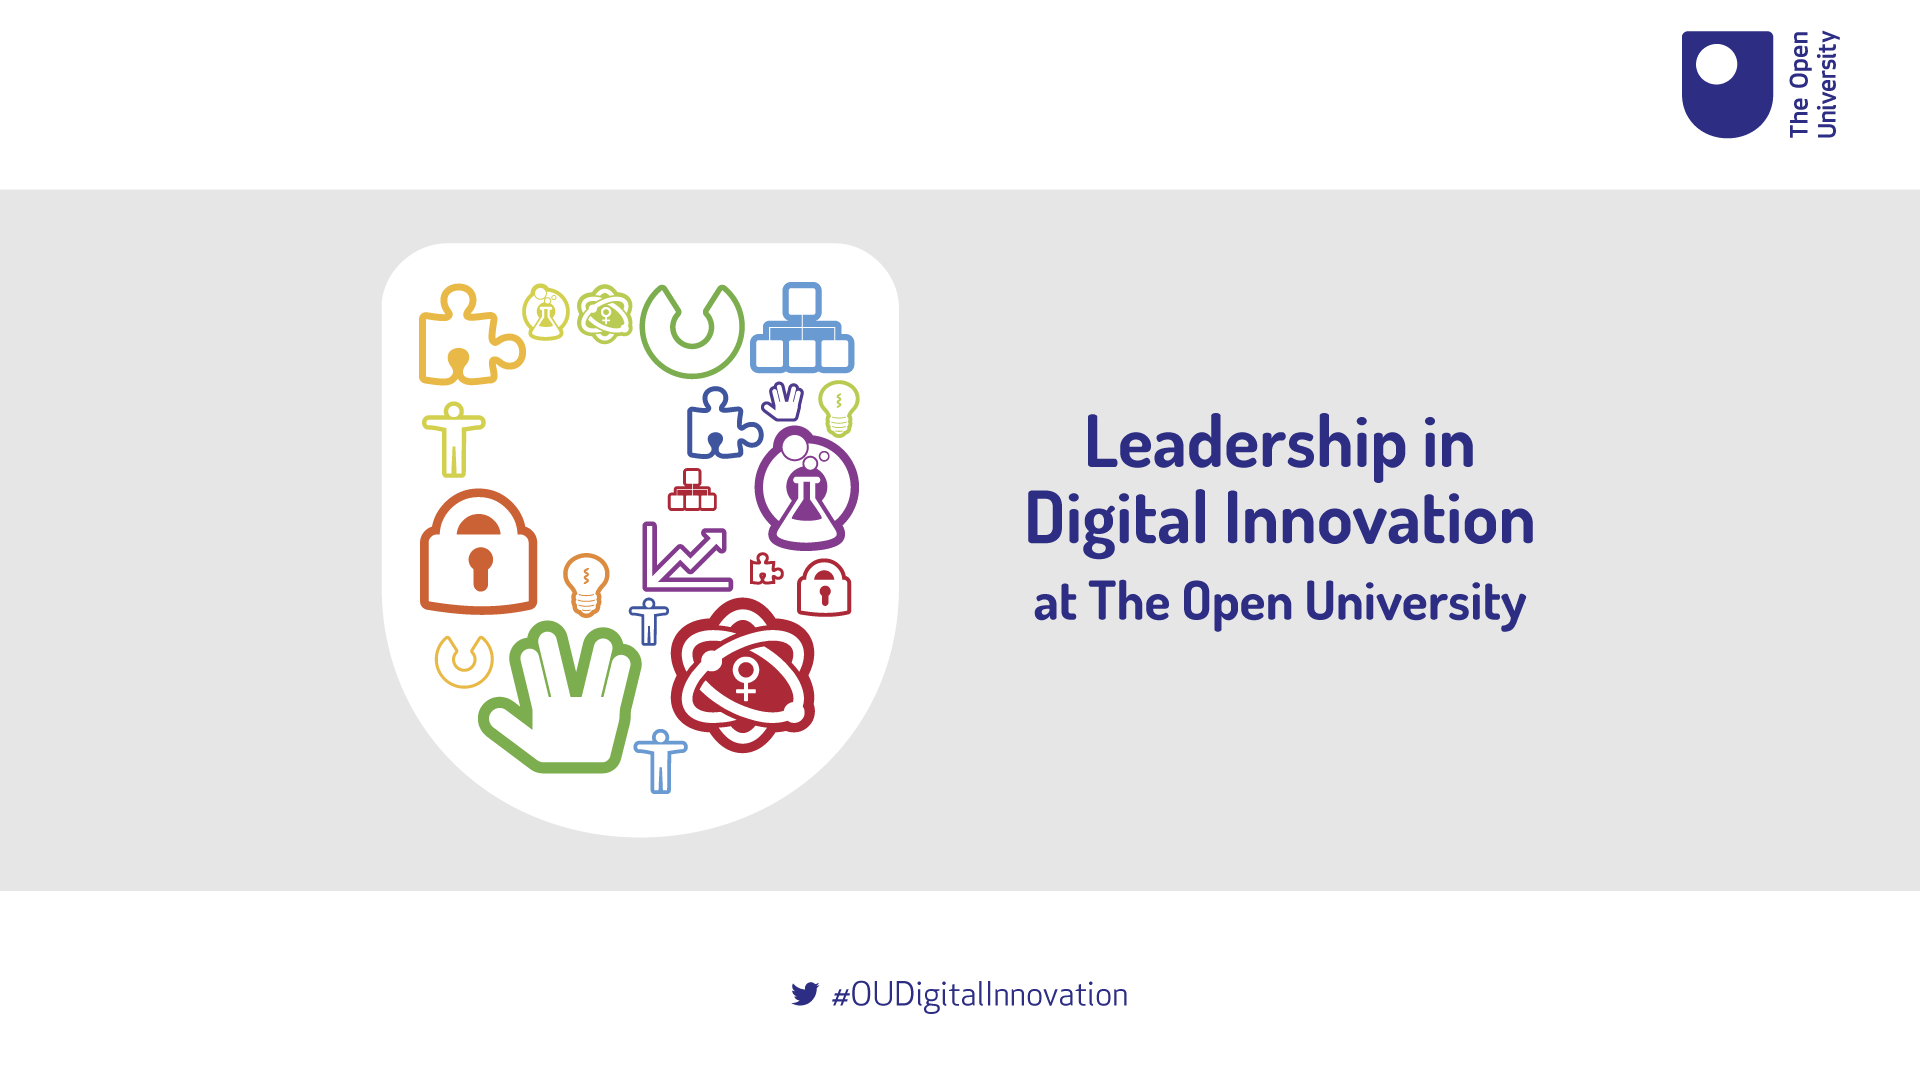 The Open
University
Leadership in
Digital Innovation
at The Open University
#OUDigitalInnovation